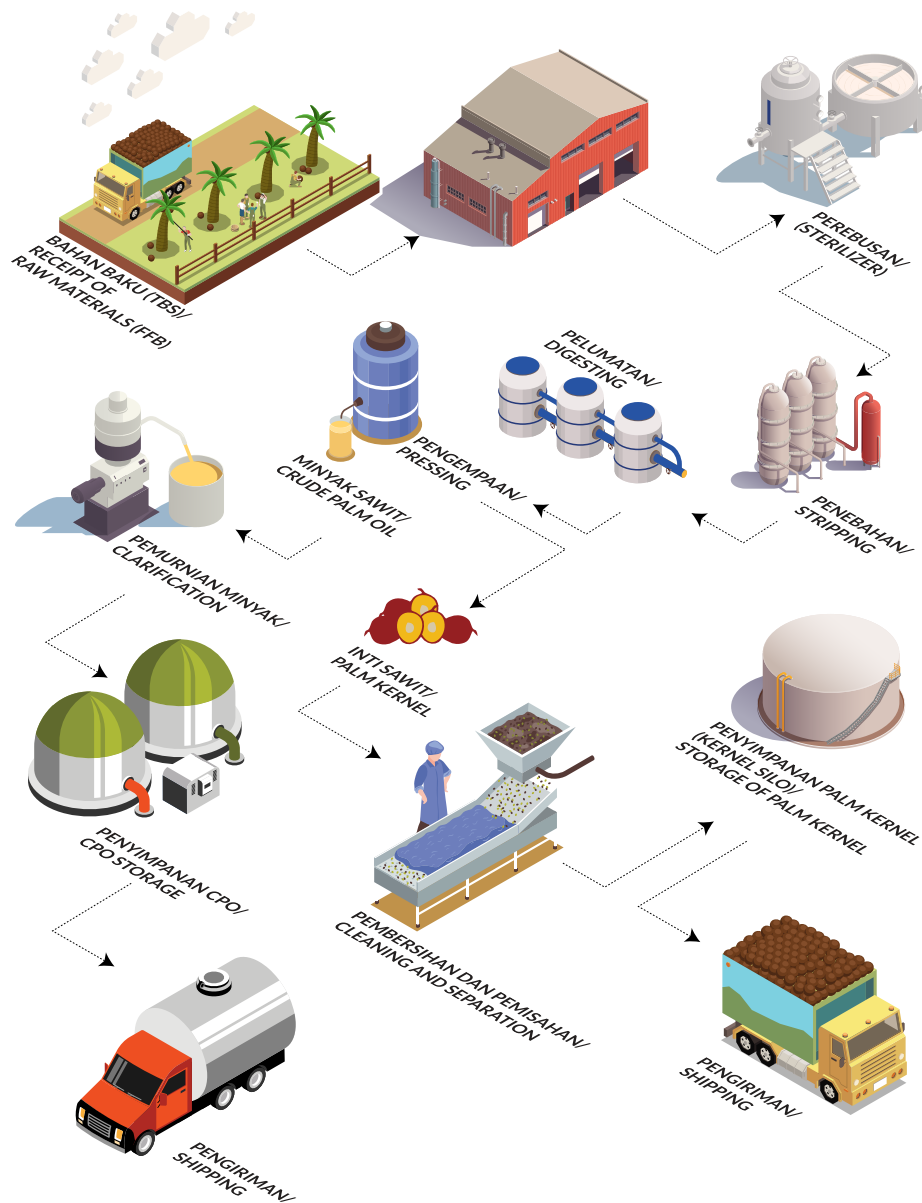 BAHAN BAKU (TBS)/
RECEIPT OF
RAW MATERIALS (FFB)
PEREBUSAN/
(STERILIZER)
PENEBAHAN/
STRIPPING
PELUMATAN/
DIGESTING
PENGEMPAAN/
PRESSING
MINYAK SAWIT/
CRUDE PALM OIL
PEMURNIAN MINYAK/
CLARIFICATION
INTI SAWIT/
PALM KERNEL
PENYIMPANAN CPO/
CPO STORAGE
PEMBERSIHAN DAN PEMISAHAN/
CLEANING AND SEPARATION
PENYIMPANAN PALM KERNEL
(KERNEL SILO)/
STORAGE OF PALM KERNEL
PENGIRIMAN/
SHIPPING
PENGIRIMAN/
SHIPPING